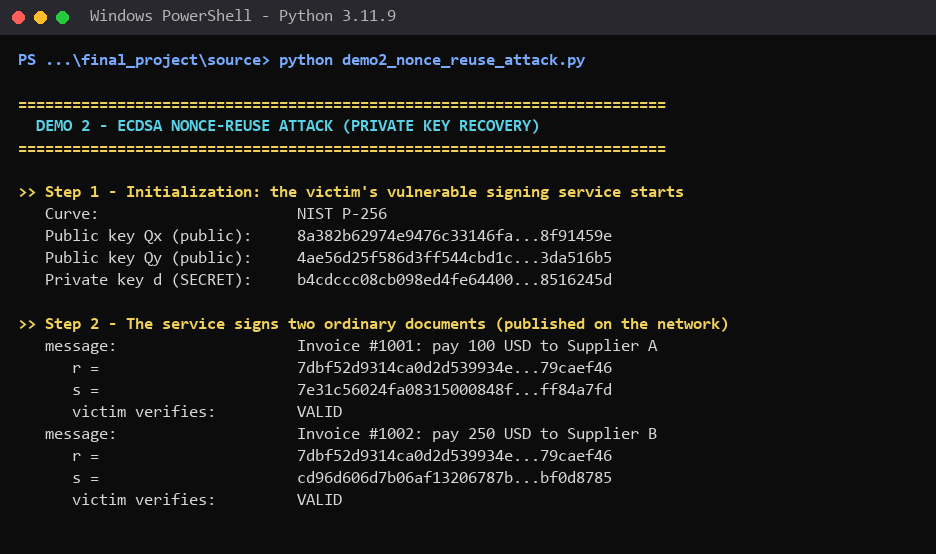 Windows PowerShell - Python 3.11.9
PS ...\final_project\source> python demo2_nonce_reuse_attack.py
========================================================================
DEMO 2 - ECDSA NONCE-REUSE ATTACK (PRIVATE KEY RECOVERY)
========================================================================
>> Step 1 - Initialization: the victim's vulnerable signing service starts
Curve: NIST P-256
Public key Qx (public): 8a382b62974e9476c33146fa...8f91459e
Public key Qy (public): 4ae56d25f586d3ff544cbd1c...3da516b5
Private key d (SECRET): b4cdccc08cb098ed4fe64400...8516245d
>> Step 2 - The service signs two ordinary documents (published on the network)
message: Invoice #1001: pay 100 USD to Supplier A
r = 7dbf52d9314ca0d2d539934e...79caef46
s = 7e31c56024fa08315000848f...ff84a7fd
victim verifies: VALID
message: Invoice #1002: pay 250 USD to Supplier B
r = 7dbf52d9314ca0d2d539934e...79caef46
s = cd96d606d7b06af13206787b...bf0d8785
victim verifies: VALID